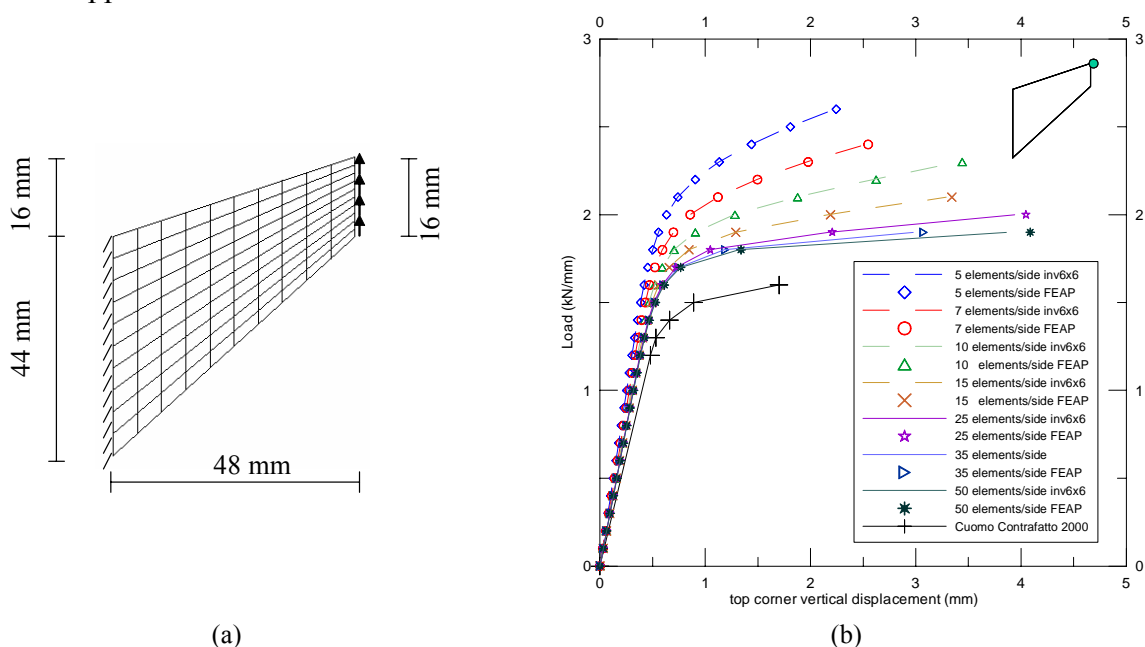 16 mm
44 mm
48 mm
16 mm
(a)
0 1 2 3 4 5
3 3
2 2
1 1
0 0
0 1 2 3 4 5
Load (kN/mm)
top corner vertical displacement (mm)
5 elements/side inv6x6
5 elements/side FEAP
7 elements/side inv6x6
7 elements/side FEAP
10 elements/side inv6x6
10 elements/side FEAP
15 elements/side inv6x6
15 elements/side FEAP
25 elements/side inv6x6
25 elements/side FEAP
35 elements/side
35 elements/side FEAP
50 elements/side inv6x6
50 elements/side FEAP
Cuomo Contrafatto 2000
(b)